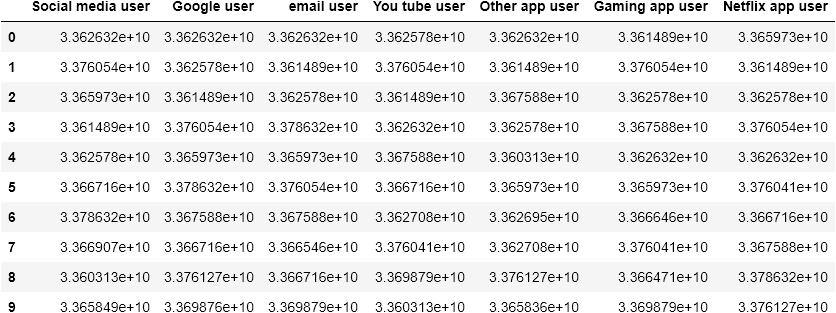 Social media user Google user email user You tube user Other app user Gaming app user Netflix app user
0 3.362632e+10 3.362632e+10 3.362632e+10 3.362578e+10 3.362632e+10 3.361489e+10 3.365973e+10
1 3.376054e+10 3.362578e+10 3.361489e+10 3.376054e+10 3.361489e+10 3.376054e+10 3.361489e+10
2 3.365973e+10 3.361489e+10 3.362578e+10 3.361489e+10 3.367588e+10 3.362578e+10 3.362578e+10
3 3.361489e+10 3.376054e+10 3.378632e+10 3.362632e+10 3.362578e+10 3.367588e+10 3.376054e+10
4 3.362578e+10 3.365973e+10 3.365973e+10 3.367588e+10 3.360313e+10 3.362632e+10 3.362632e+10
5 3.366716e+10 3.378632e+10 3.376054e+10 3.366716e+10 3.365973e+10 3.365973e+10 3.376041e+10
6 3.378632e+10 3.367588e+10 3.367588e+10 3.362708e+10 3.362695e+10 3.366646e+10 3.366716e+10
7 3.366907e+10 3.366716e+10 3.366546e+10 3.376041e+10 3.362708e+10 3.376041e+10 3.367588e+10
8 3.360313e+10 3.376127e+10 3.366716e+10 3.369879e+10 3.376127e+10 3.366471e+10 3.378632e+10
9 3.365849e+10 3.369876e+10 3.369879e+10 3.360313e+10 3.365836e+10 3.369879e+10 3.376127e+10